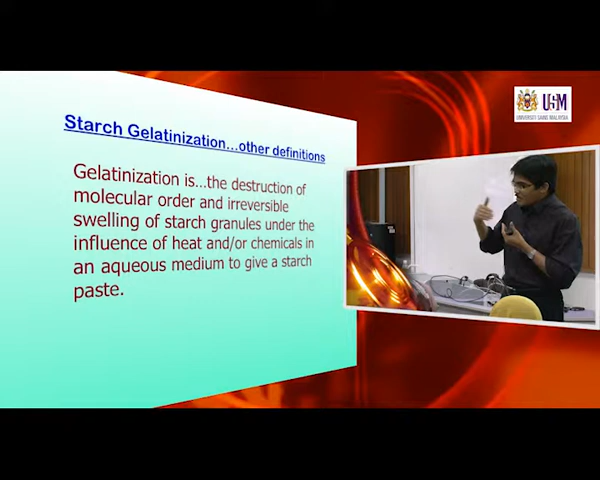 Starch Gelatinization...other definitions
Gelatinization is...the destruction of
molecular order and irreversible
swelling of starch granules under the
influence of heat and/or chemicals in
an aqueous medium to give a starch
paste.
USM
UNIVERSITI SAINS MALAYSIA